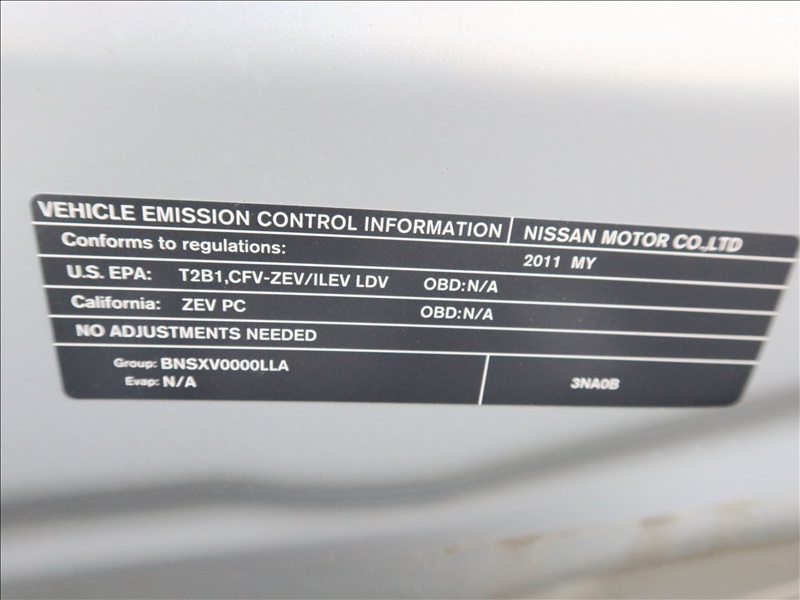 VEHICLE EMISSION CONTROL INFORMATION NISSAN MOTOR CO.,LTD
Conforms to regulations: 2011 MY
U.S. EPA: T2B1,CFV-ZEV/ILEV LDV OBD:N/A
California: ZEV PC OBD:N/A
NO ADJUSTMENTS NEEDED
Group: BNSXV0000LLA
Evap: N/A
3NA0B